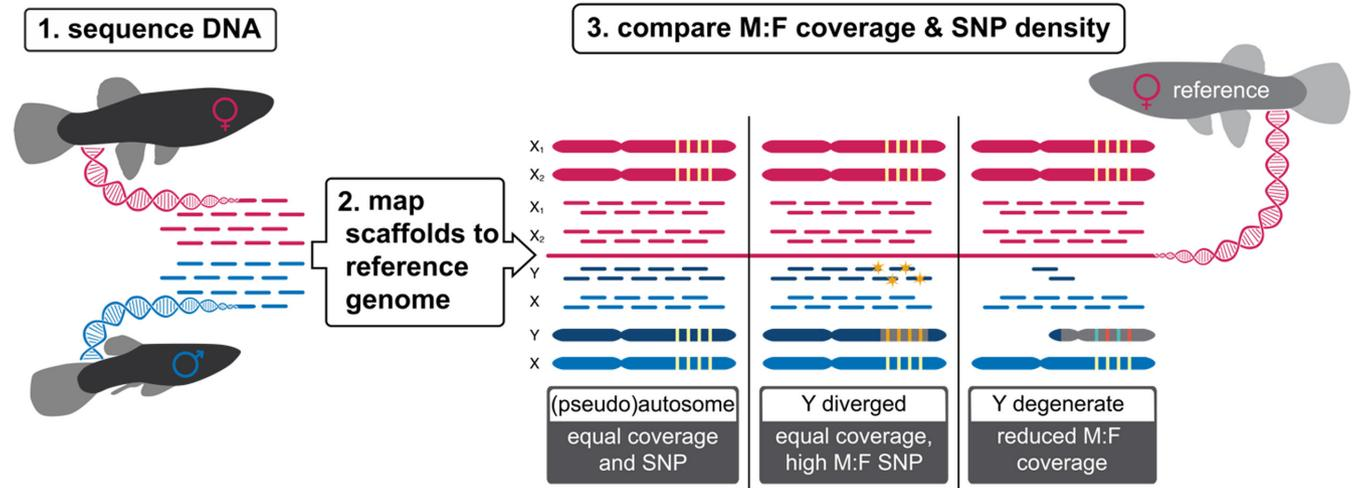 1. sequence DNA
3. compare M:F coverage & SNP density
♀
♀ reference
2. map
scaffolds to
reference
genome
♂
X₁
X₂
X₁
X₂
Y
X
Y
X
(pseudo)autosome
equal coverage
and SNP
Y diverged
equal coverage,
high M:F SNP
Y degenerate
reduced M:F
coverage